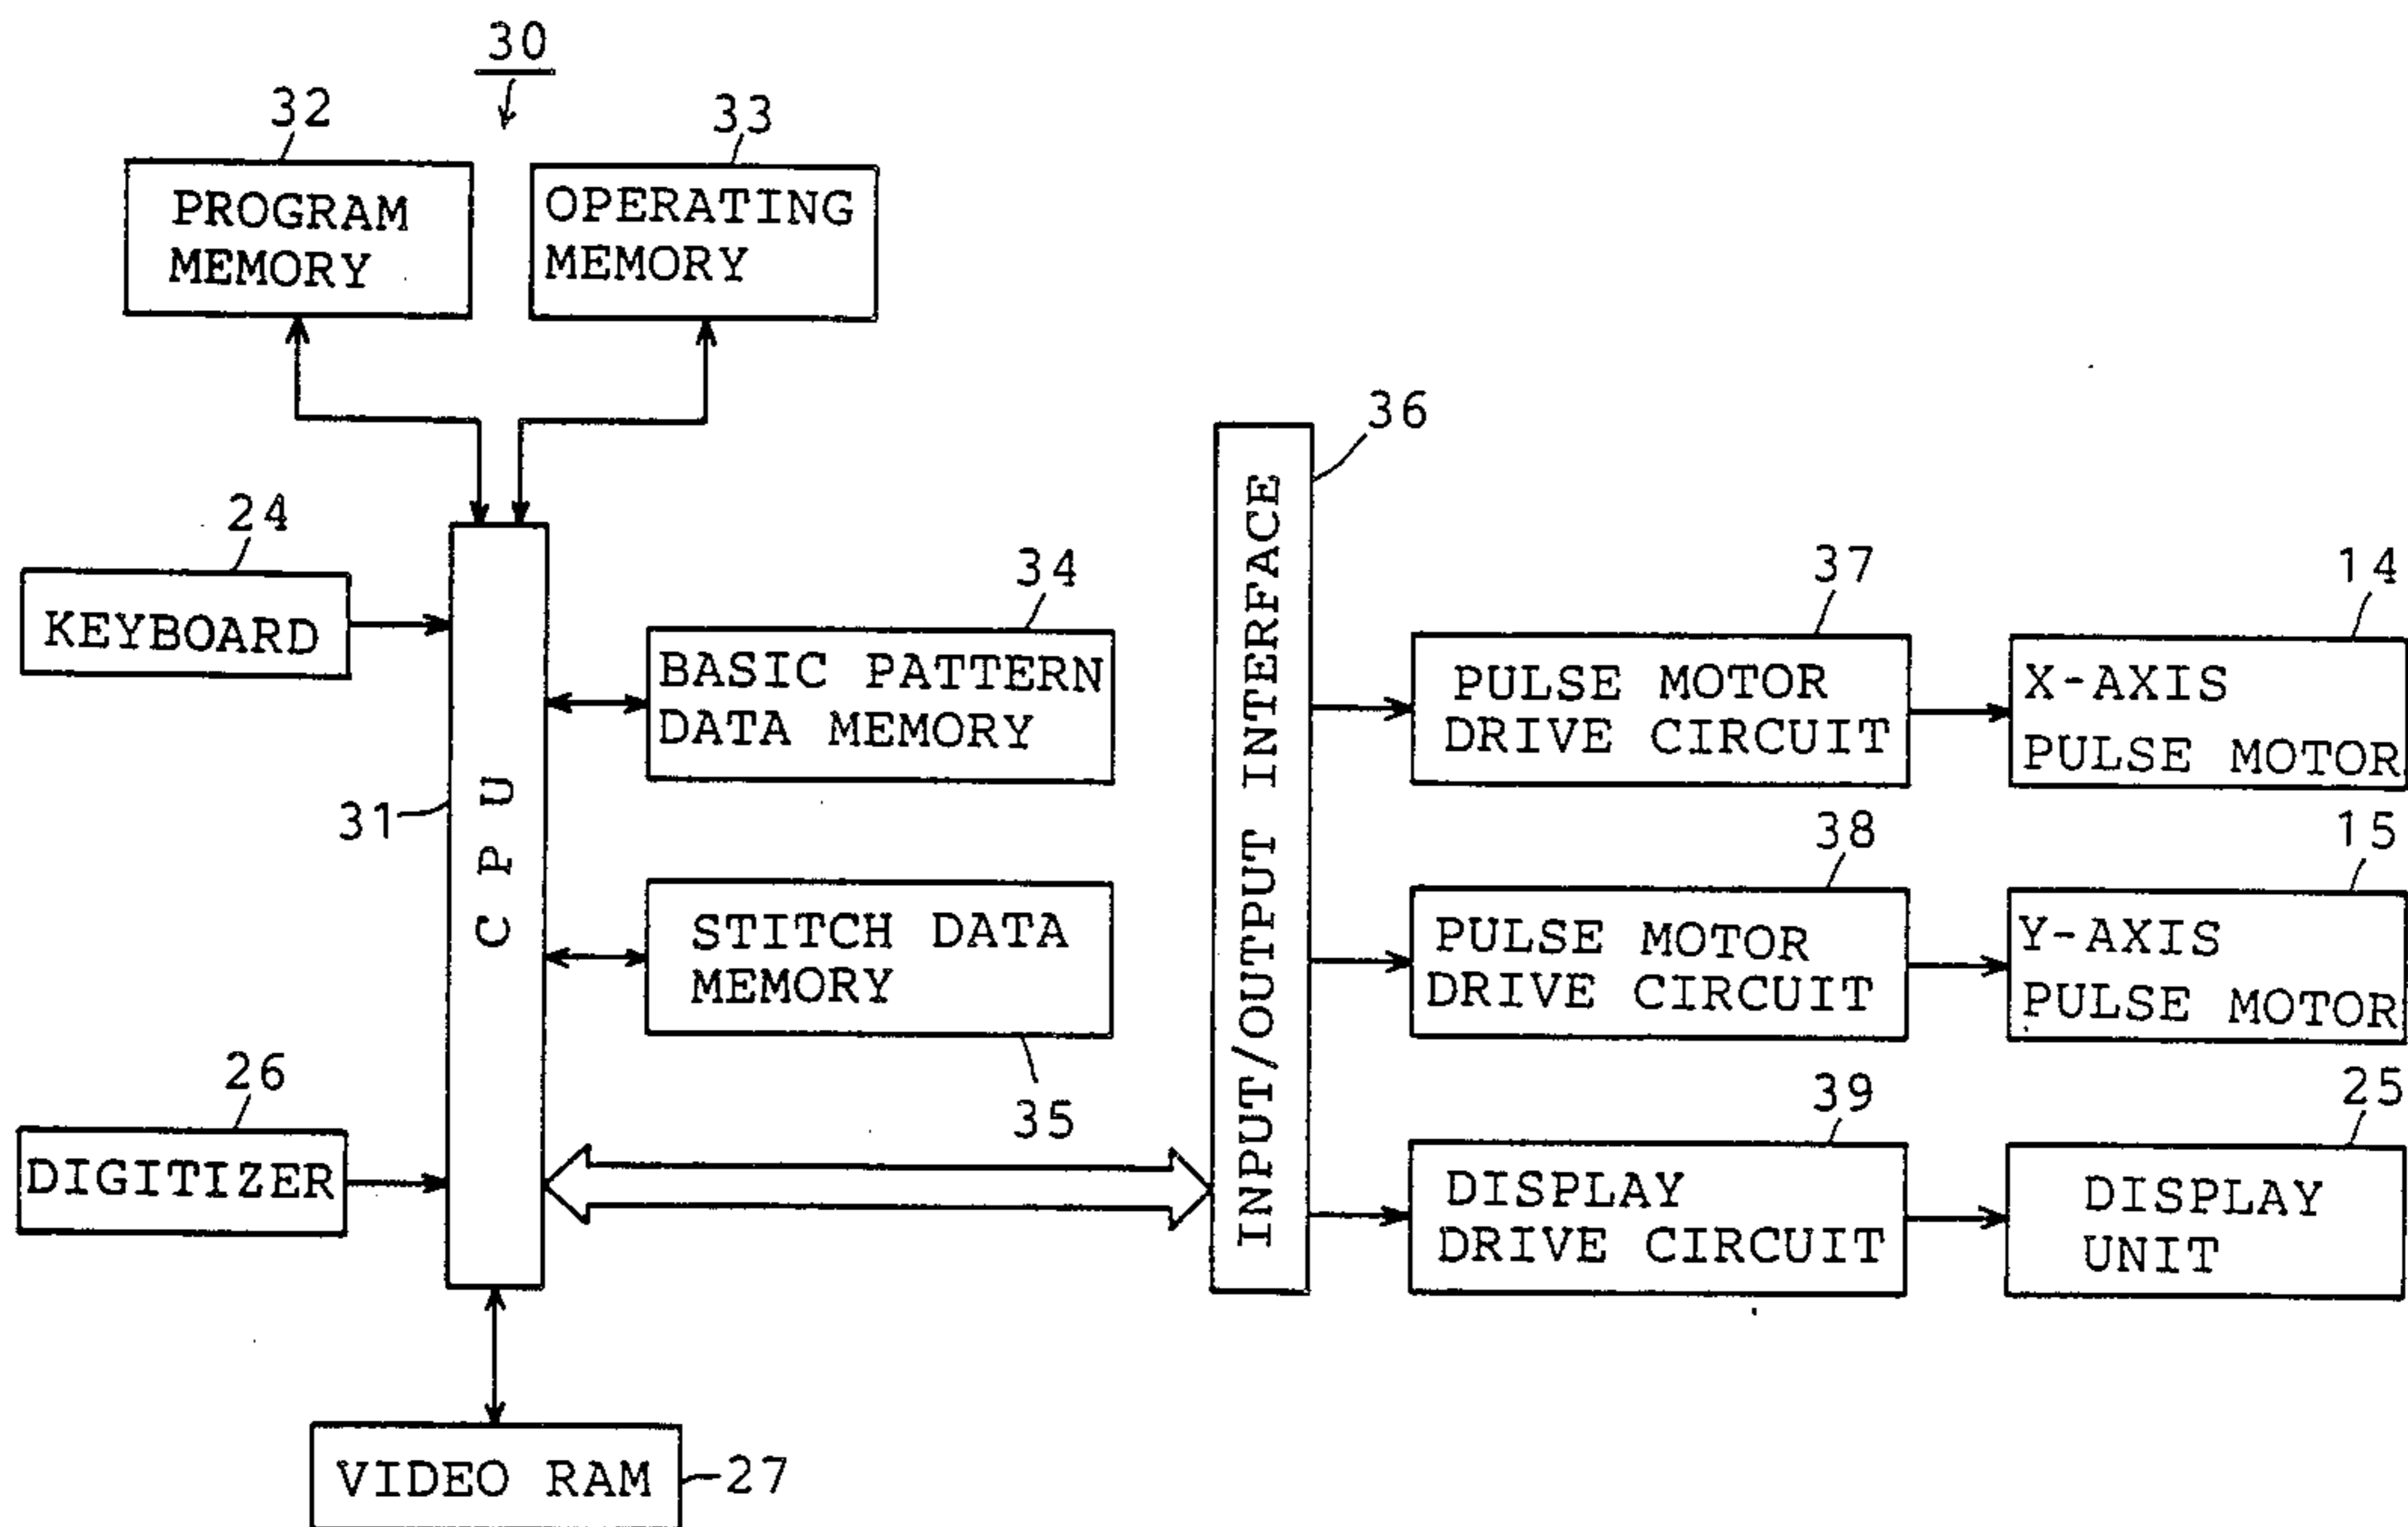 30
32
33
PROGRAM
MEMORY
OPERATING
MEMORY
36
24
KEYBOARD
34
BASIC PATTERN
DATA MEMORY
37
PULSE MOTOR
DRIVE CIRCUIT
14
X-AXIS
PULSE MOTOR
31
CPU
INPUT/OUTPUT INTERFACE
38
PULSE MOTOR
DRIVE CIRCUIT
15
Y-AXIS
PULSE MOTOR
STITCH DATA
MEMORY
35
26
DIGITIZER
39
DISPLAY
DRIVE CIRCUIT
25
DISPLAY
UNIT
VIDEO RAM
27